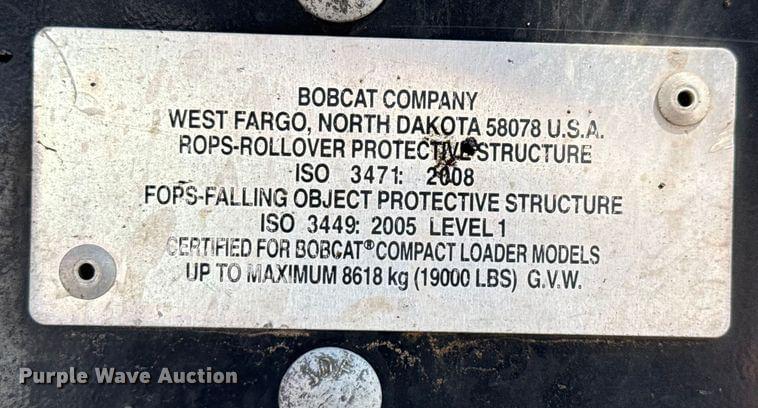 BOBCAT COMPANY
WEST FARGO, NORTH DAKOTA 58078 U.S.A.
ROPS-ROLLOVER PROTECTIVE STRUCTURE
ISO 3471: 2008
FOPS-FALLING OBJECT PROTECTIVE STRUCTURE
ISO 3449: 2005 LEVEL 1
CERTIFIED FOR BOBCAT® COMPACT LOADER MODELS
UP TO MAXIMUM 8618 kg (19000 LBS) G.V.W.
Purple Wave Auction